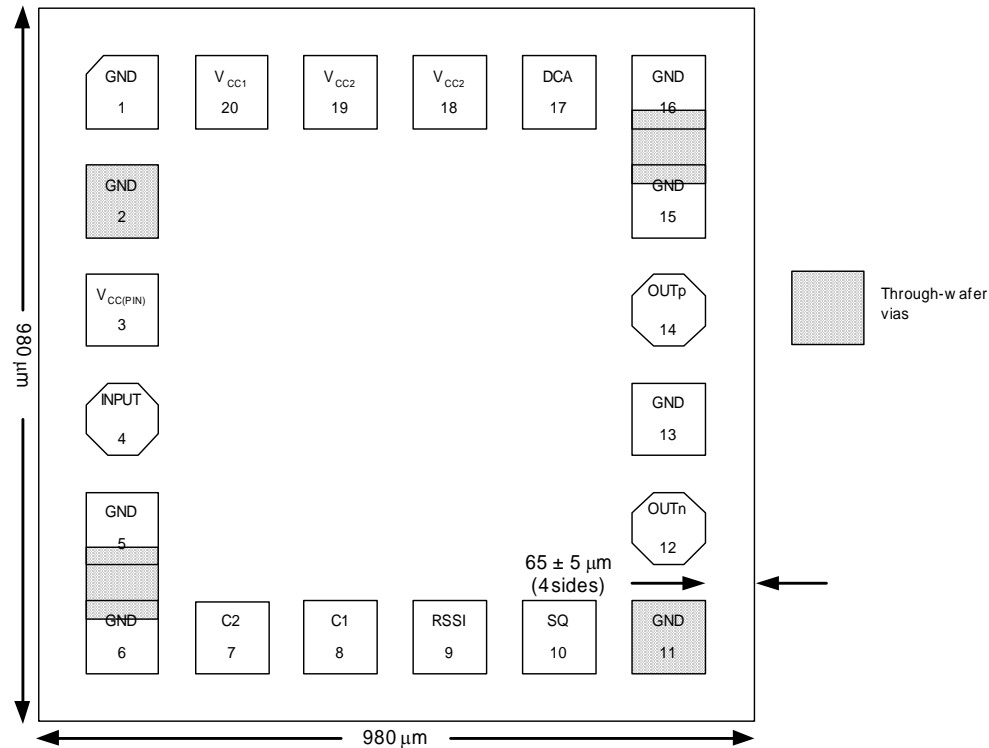 GND
1
V CC1
20
V CC2
19
V CC2
18
DCA
17
GND
16
GND
2
GND
15
V CC(PIN)
3
OUTp
14
Through-w afer
vias
980 μm
INPUT
4
GND
13
GND
5
OUTn
12
65 ± 5 μm
(4 sides)
GND
6
C2
7
C1
8
RSSI
9
SQ
10
GND
11
980 μm